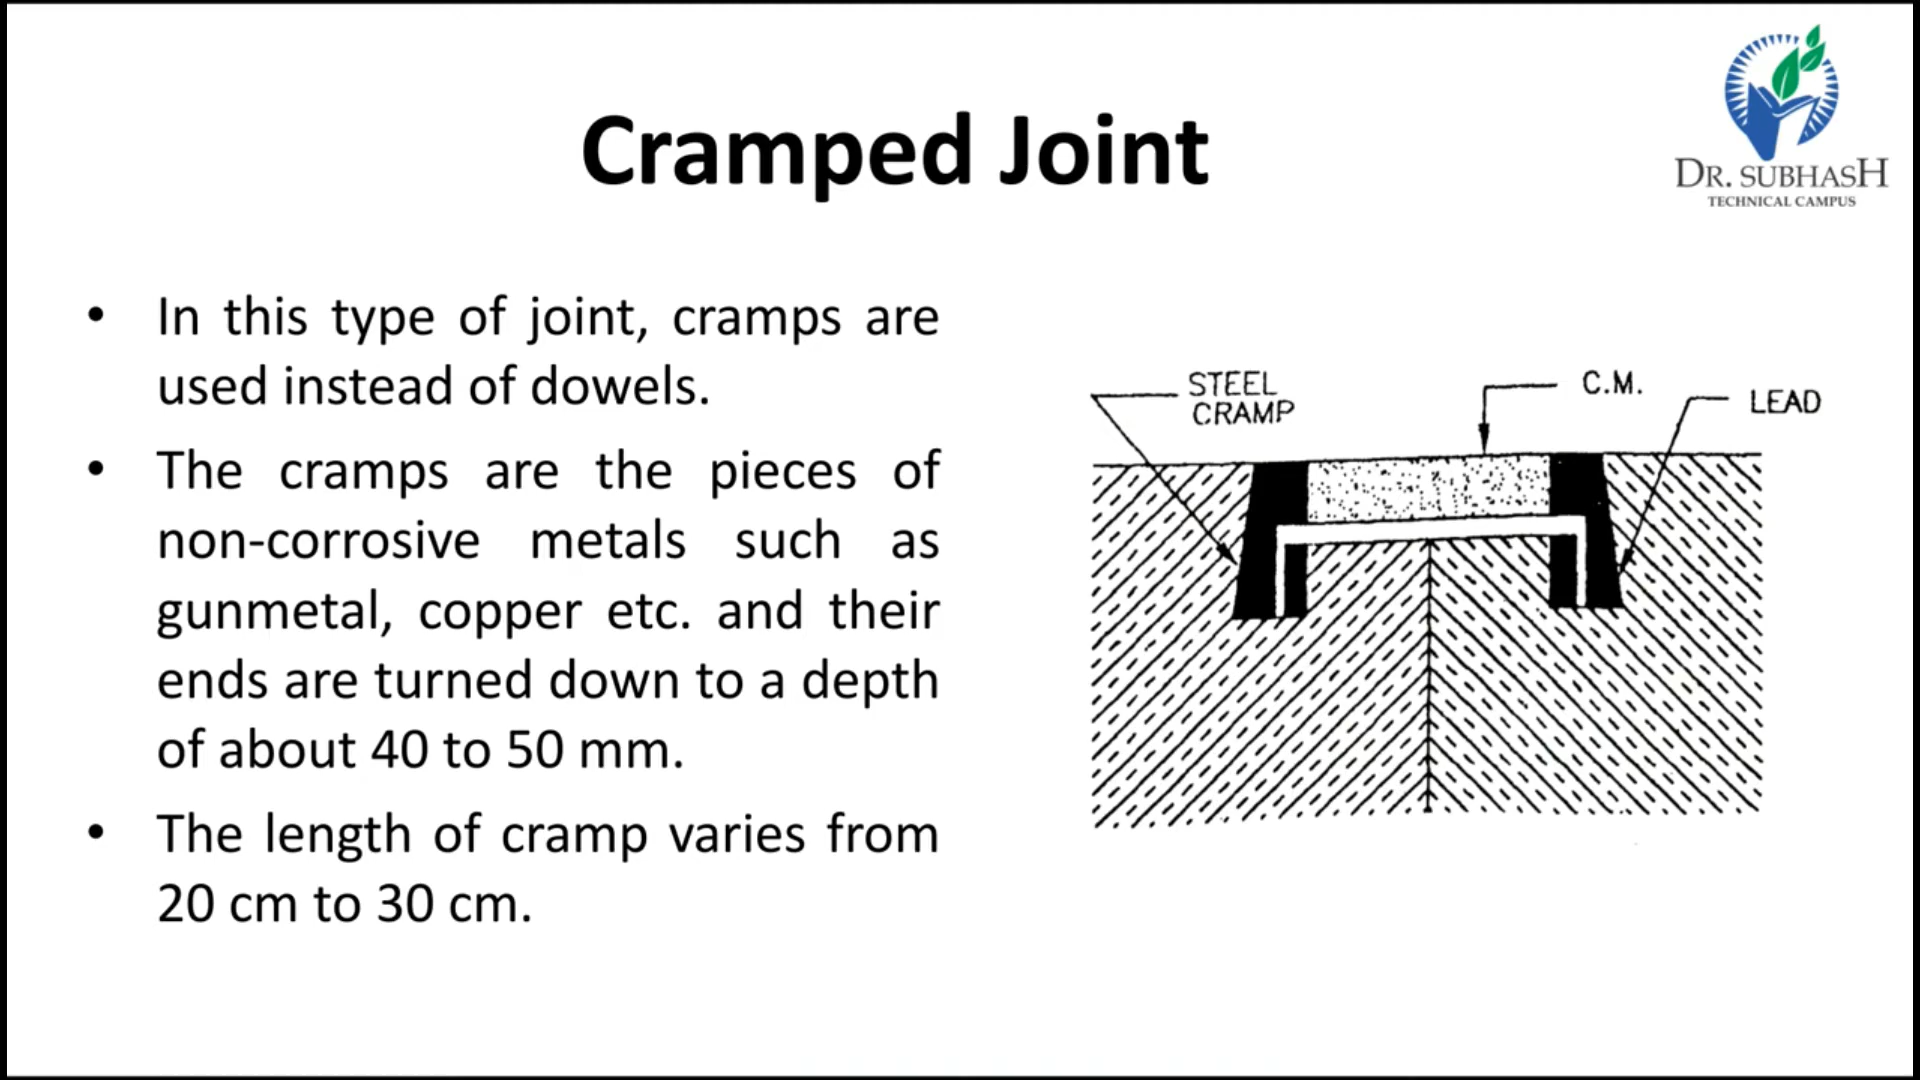 Cramped Joint
DR. SUBHASH
TECHNICAL CAMPUS
• In this type of joint, cramps are
used instead of dowels.
• The cramps are the pieces of
non-corrosive metals such as
gunmetal, copper etc. and their
ends are turned down to a depth
of about 40 to 50 mm.
• The length of cramp varies from
20 cm to 30 cm.
STEEL
CRAMP
C.M.
LEAD